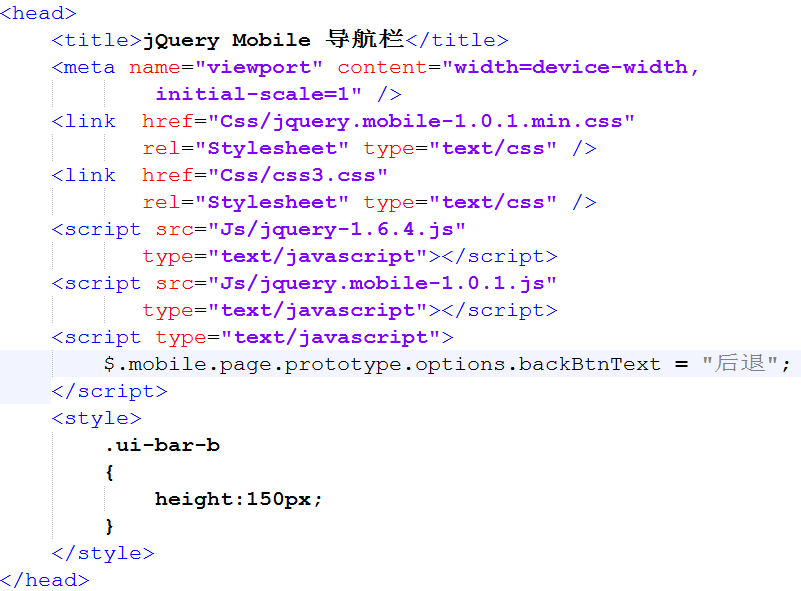 <head>
    <title>jQuery Mobile 导航栏</title>
    <meta name="viewport" content="width=device-width,
            initial-scale=1" />
    <link  href="Css/jquery.mobile-1.0.1.min.css"
           rel="Stylesheet" type="text/css" />
    <link  href="Css/css3.css"
           rel="Stylesheet" type="text/css" />
    <script src="Js/jquery-1.6.4.js"
           type="text/javascript"></script>
    <script src="Js/jquery.mobile-1.0.1.js"
           type="text/javascript"></script>
    <script type="text/javascript">
        $.mobile.page.prototype.options.backBtnText = "后退";
    </script>
    <style>
        .ui-bar-b
        {
            height:150px;
        }
    </style>
</head>